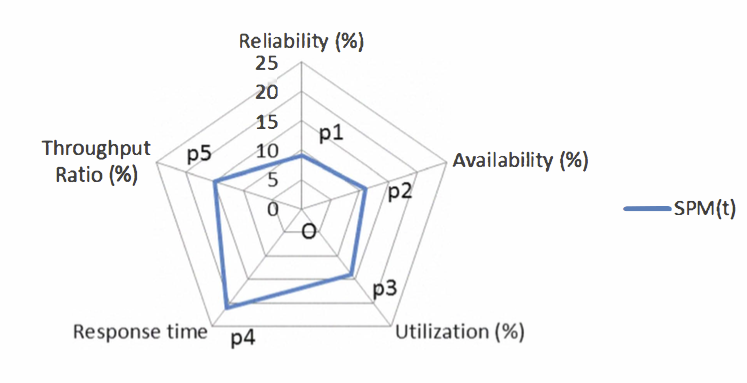 Reliability (%)
25
20
15
10
5
0
p1
p5
Throughput
Ratio (%)
Availability (%)
p2
SPM(t)
O
p3
Response time
p4
Utilization (%)